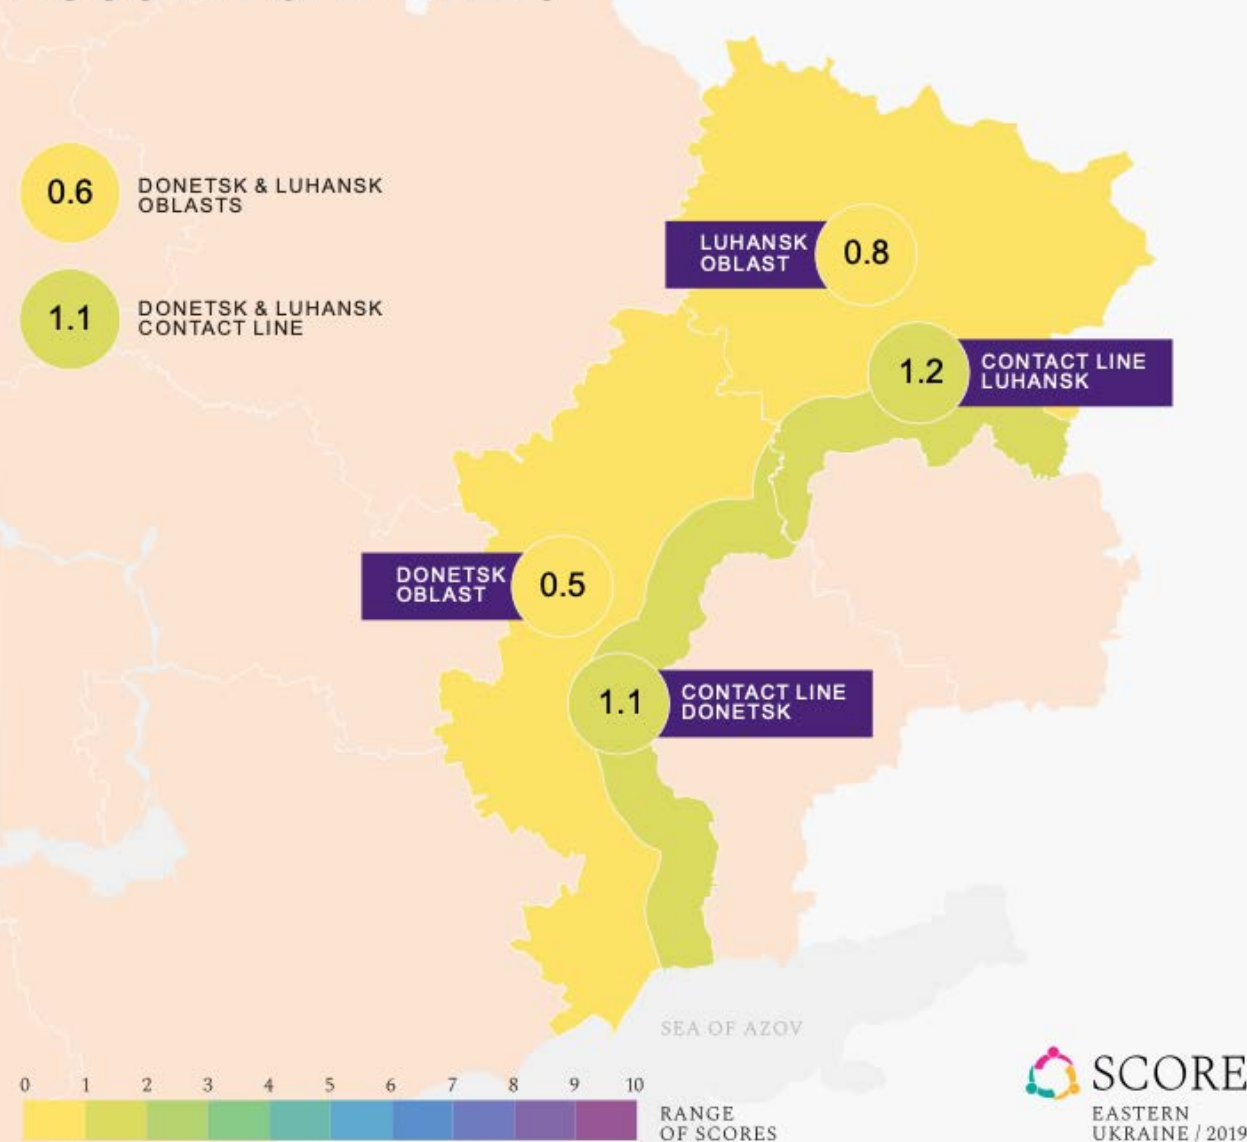 0.6
DONETSK & LUHANSK
OBLASTS
1.1
DONETSK & LUHANSK
CONTACT LINE
LUHANSK
OBLAST
0.8
1.2
CONTACT LINE
LUHANSK
DONETSK
OBLAST
0.5
1.1
CONTACT LINE
DONETSK
SEA OF AZOV
0 1 2 3 4 5 6 7 8 9 10
RANGE
OF SCORES
SCORE
EASTERN
UKRAINE / 2019